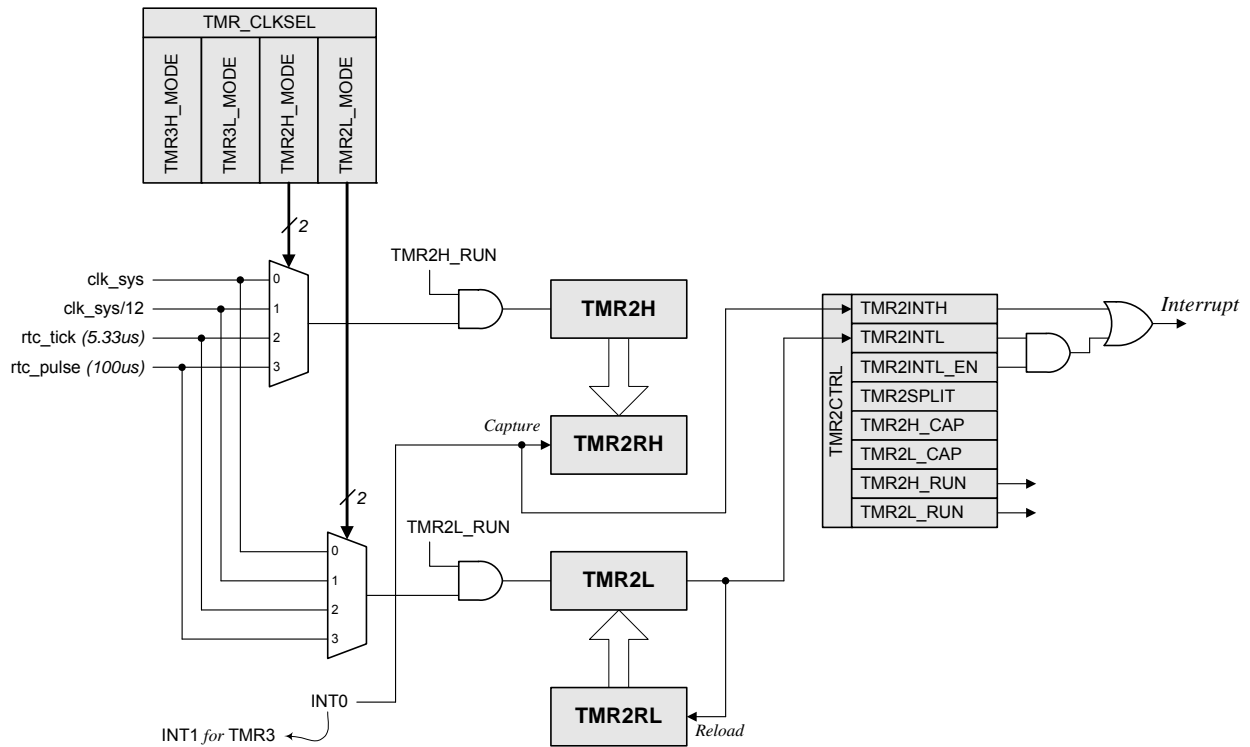 TMR_CLKSEL
TMR3H_MODE
TMR3L_MODE
TMR2H_MODE
TMR2L_MODE
2
clk_sys
clk_sys/12
rtc_tick (5.33us)
rtc_pulse (100us)
0
1
2
3
TMR2H_RUN
TMR2H
Capture
TMR2RH
2
0
1
2
3
TMR2L_RUN
TMR2L
TMR2RL
Reload
INT0
INT1 for TMR3
TMR2CTRL
TMR2INTH
TMR2INTL
TMR2INTL_EN
TMR2SPLIT
TMR2H_CAP
TMR2L_CAP
TMR2H_RUN
TMR2L_RUN
Interrupt